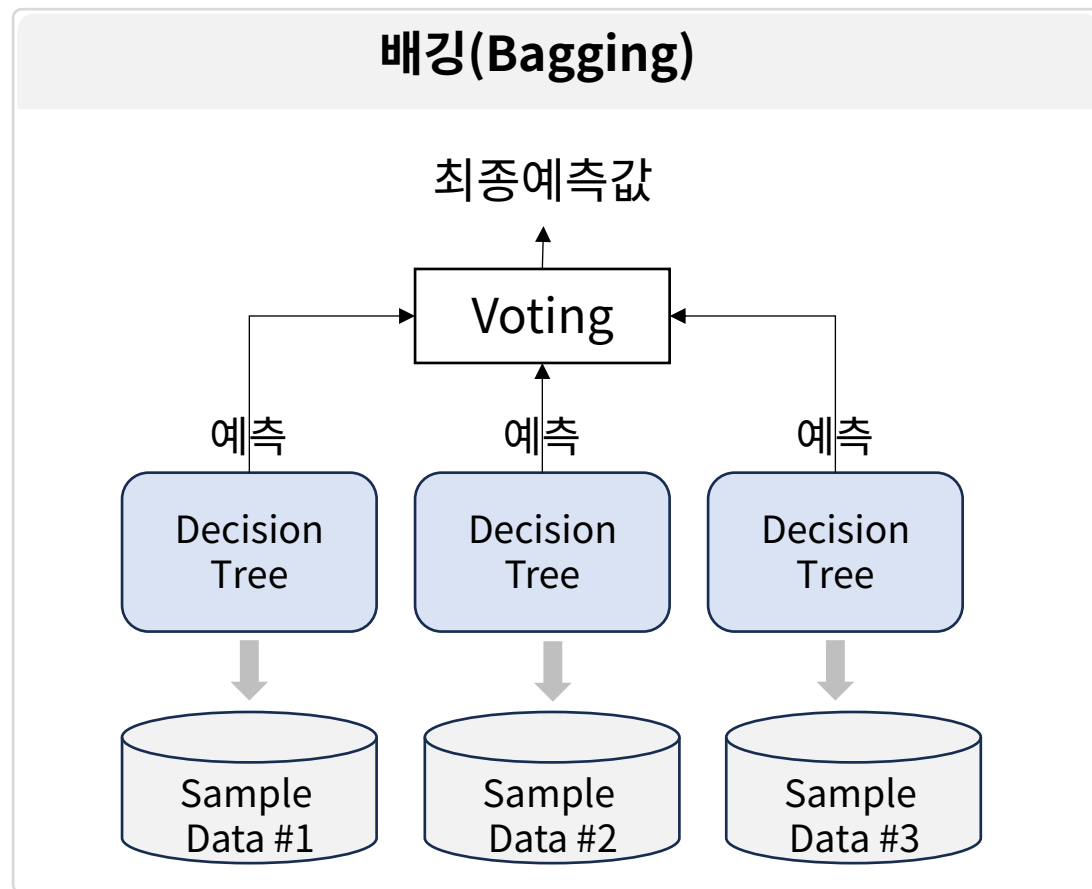 배깅(Bagging)
최종예측값
Voting
예측
예측
예측
Decision
Tree
Decision
Tree
Decision
Tree
Sample
Data #1
Sample
Data #2
Sample
Data #3